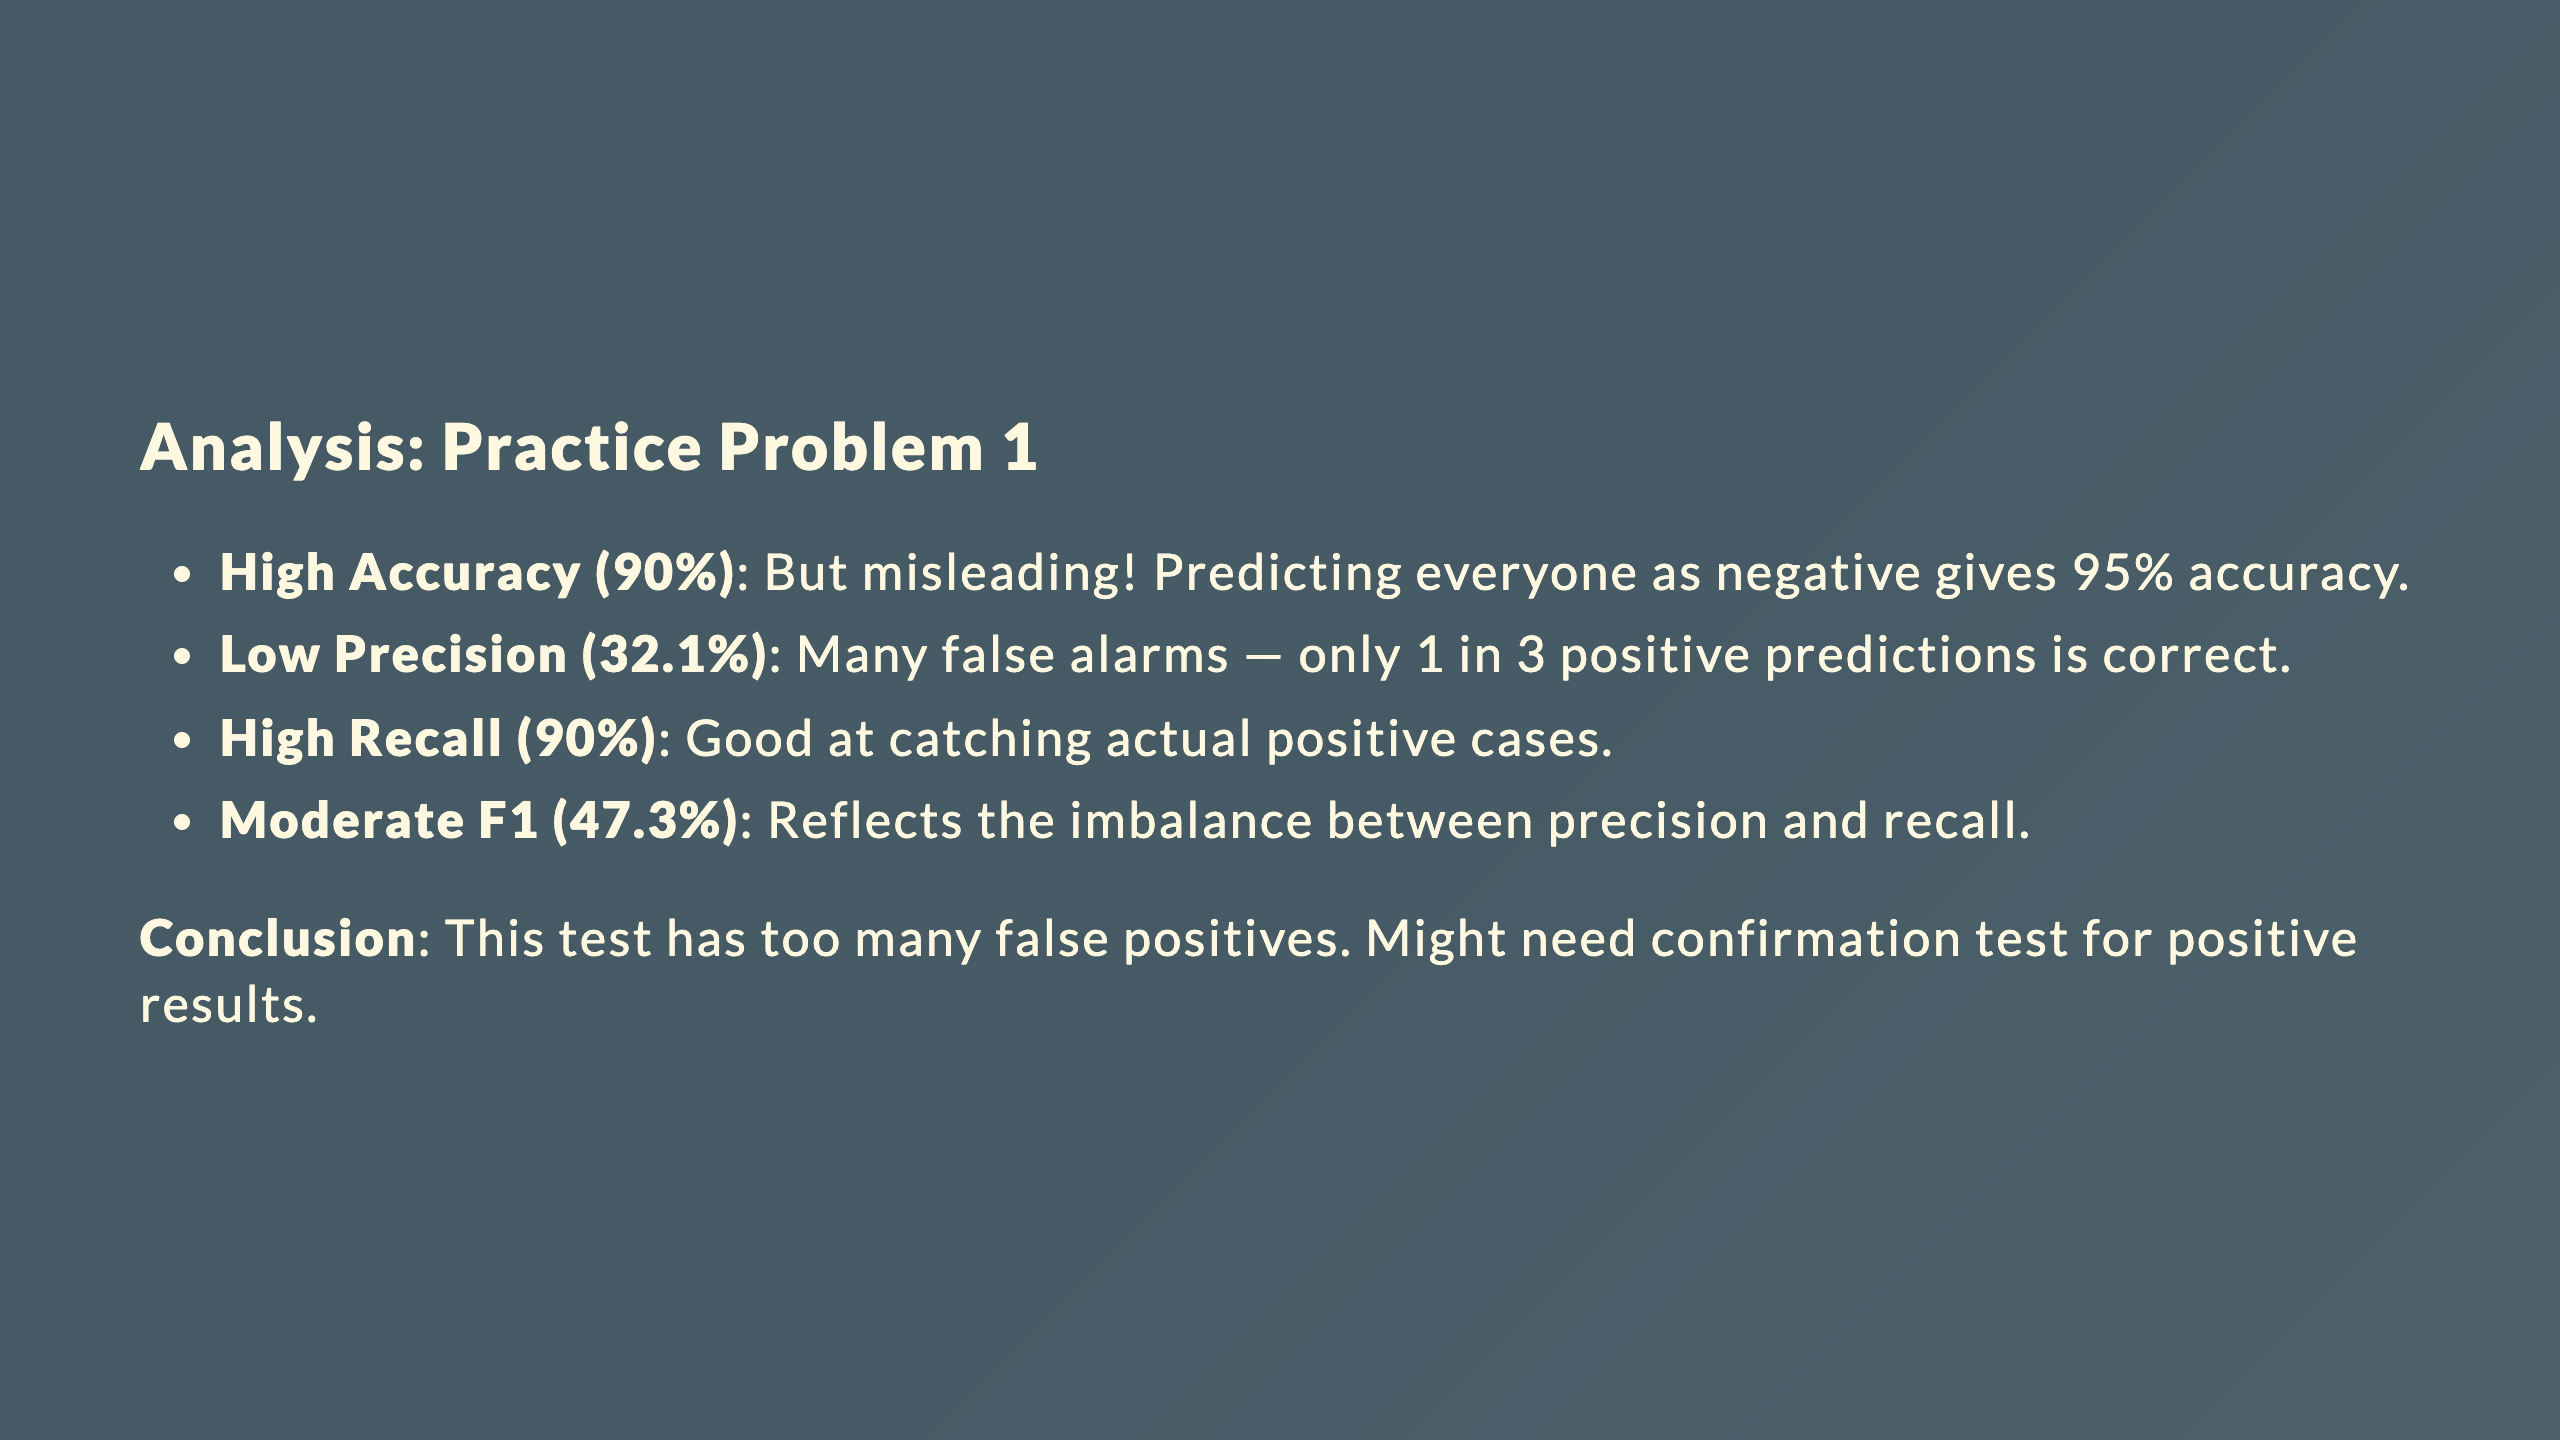 Analysis: Practice Problem 1
• High Accuracy (90%): But misleading! Predicting everyone as negative gives 95% accuracy.
• Low Precision (32.1%): Many false alarms — only 1 in 3 positive predictions is correct.
• High Recall (90%): Good at catching actual positive cases.
• Moderate F1 (47.3%): Reflects the imbalance between precision and recall.
Conclusion: This test has too many false positives. Might need confirmation test for positive
results.